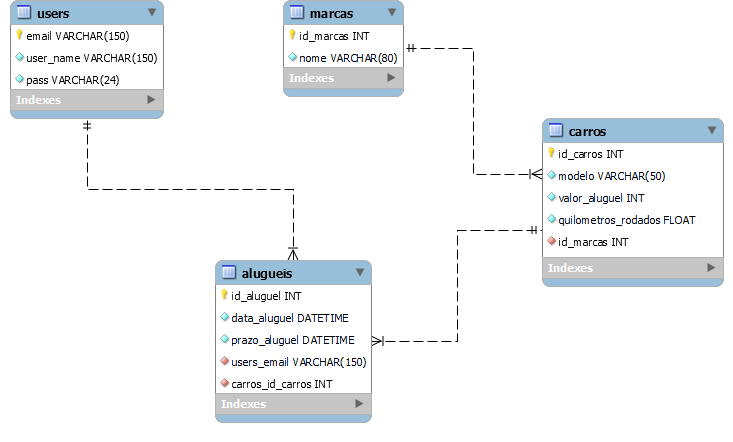 users
email VARCHAR(150)
user_name VARCHAR(150)
pass VARCHAR(24)
Indexes
marcas
id_marcas INT
nome VARCHAR(80)
Indexes
carros
id_carros INT
modelo VARCHAR(50)
valor_aluguel INT
quilometros_rodados FLOAT
id_marcas INT
Indexes
alugueis
id_aluguel INT
data_aluguel DATETIME
prazo_aluguel DATETIME
users_email VARCHAR(150)
carros_id_carros INT
Indexes